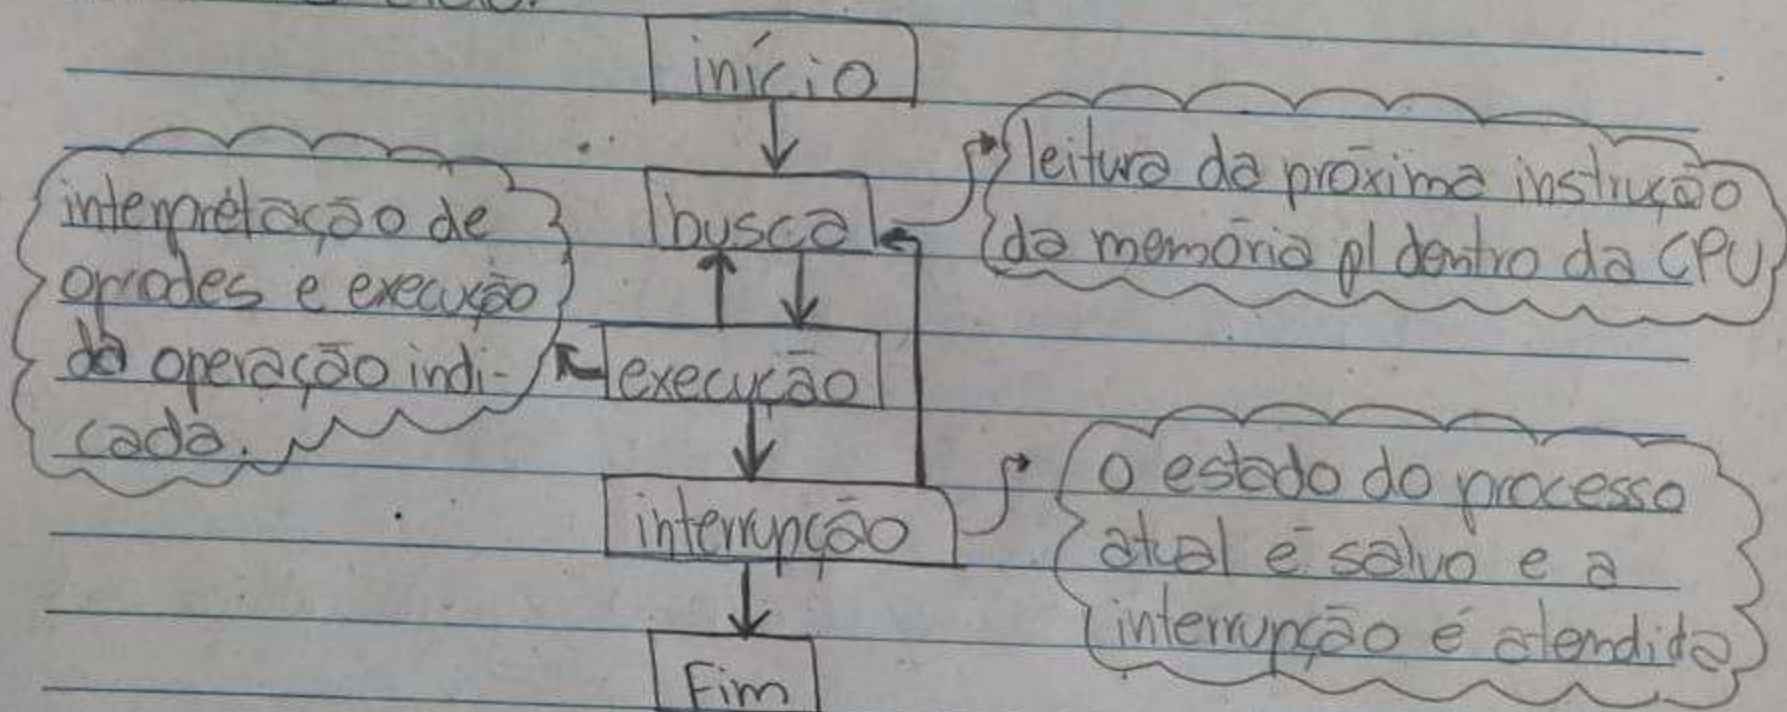 início
leitura da próxima instrução
da memória p/ dentro da CPU
busca
interpretação de
opcodes e execução
da operação indi-
cada.
execução
interrupção
o estado do processo
atual é salvo e a
interrupção é atendida
Fim